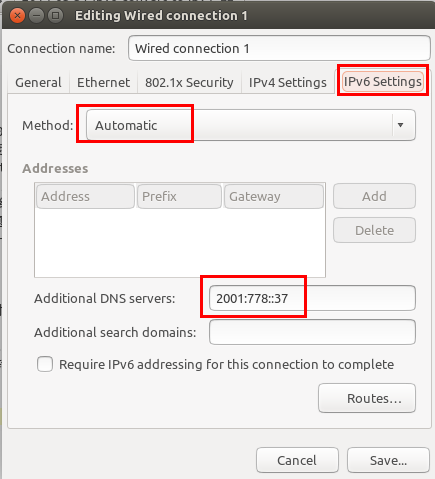 Editing Wired connection 1
Connection name: Wired connection 1
General Ethernet 802.1x Security IPv4 Settings IPv6 Settings
Method: Automatic
Addresses
Address Prefix Gateway Add
Delete
Additional DNS servers: 2001:778::37
Additional search domains:
Require IPv6 addressing for this connection to complete
Routes...
Cancel Save...